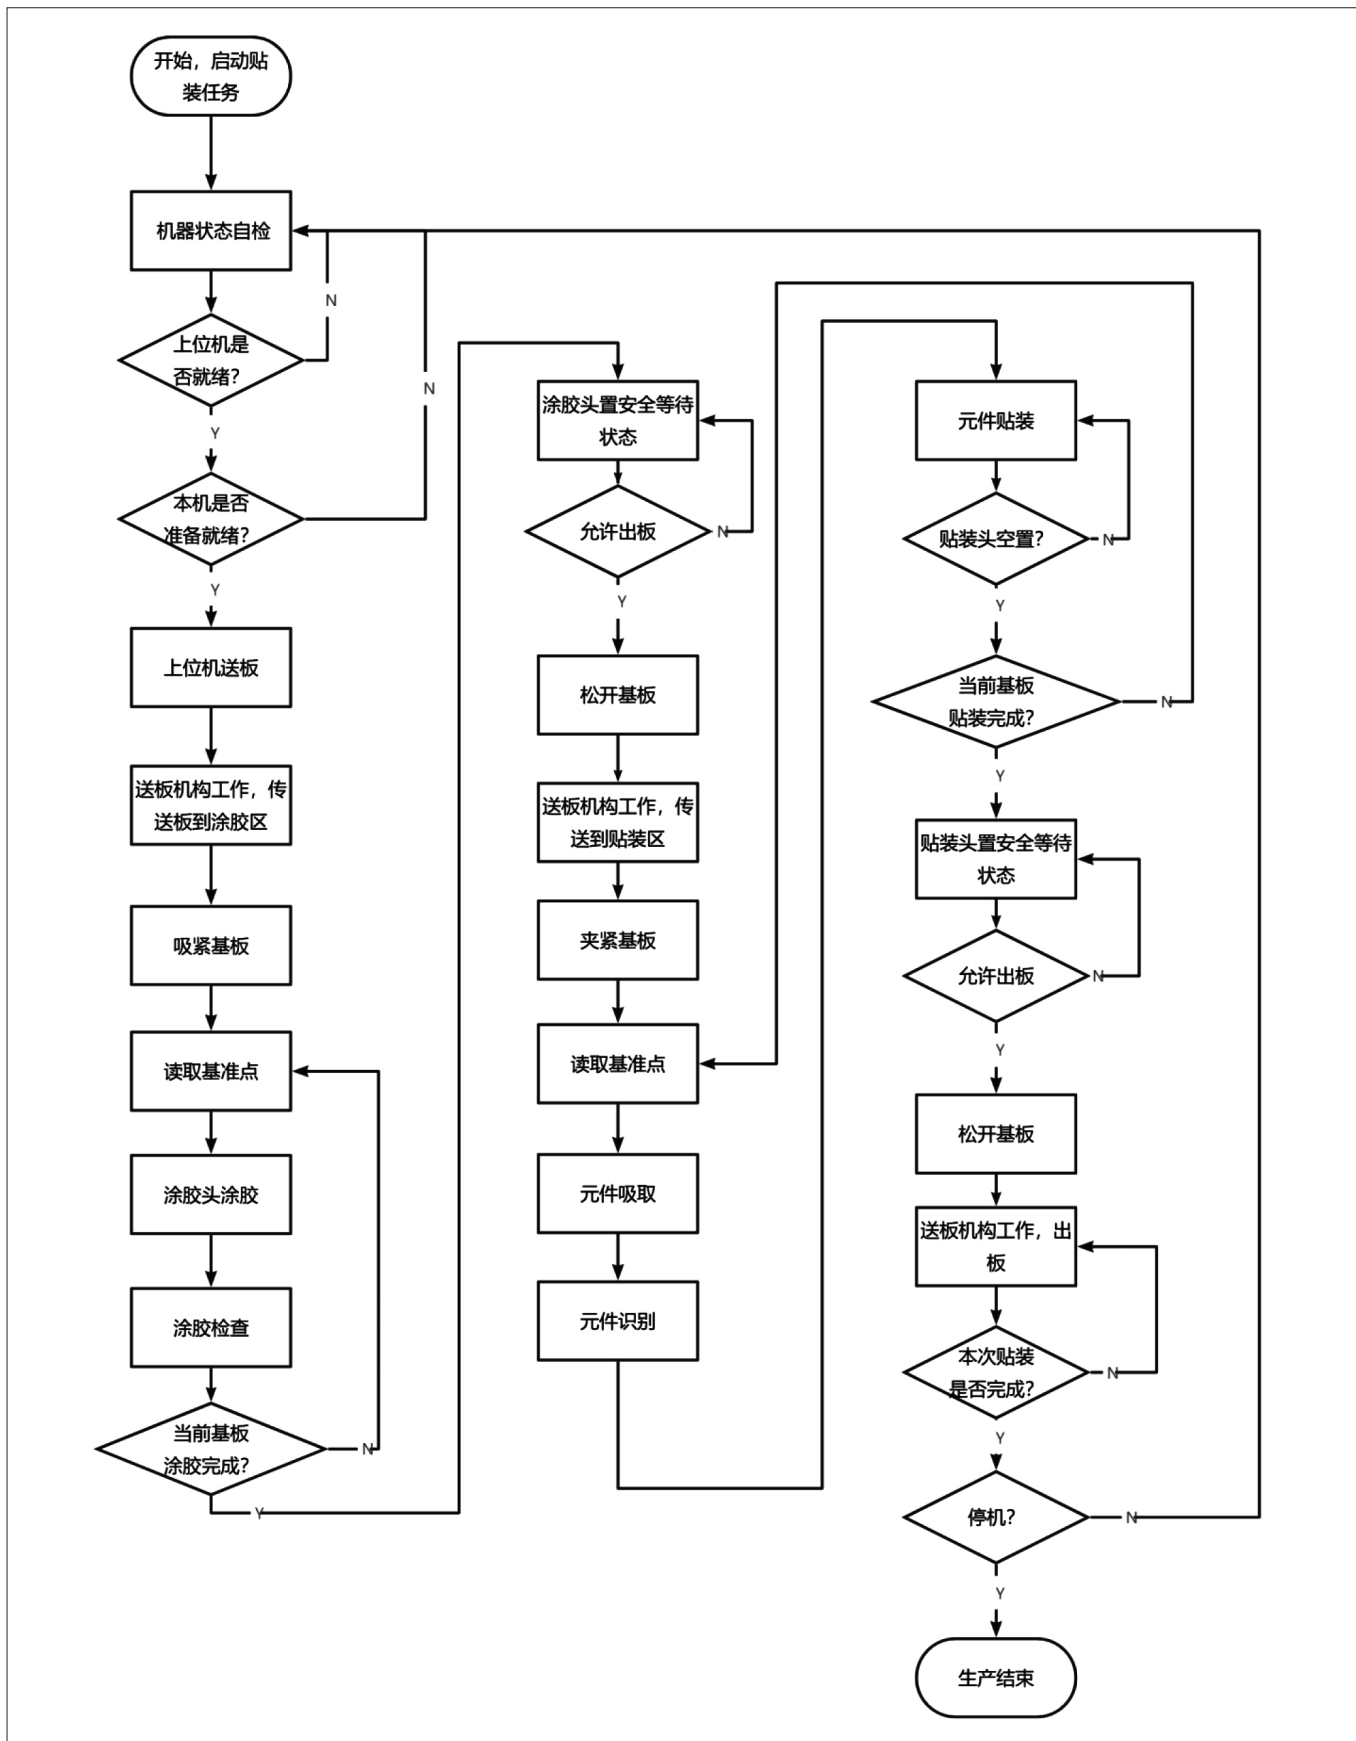 开始，启动贴
装任务
机器状态自检
N
上位机是
否就绪？
N
Y
本机是否
准备就绪？
Y
上位机送板
送板机构工作，传
送板到涂胶区
吸紧基板
读取基准点
涂胶头涂胶
涂胶检查
当前基板
涂胶完成？
N
Y
涂胶头置安全等待
状态
允许出板
N
Y
松开基板
送板机构工作，传
送到贴装区
夹紧基板
读取基准点
元件吸取
元件识别
元件贴装
贴装头空置？
N
Y
当前基板
贴装完成？
N
Y
贴装头置安全等待
状态
允许出板
N
Y
松开基板
送板机构工作，出
板
本次贴装
是否完成？
N
Y
停机？
N
Y
生产结束